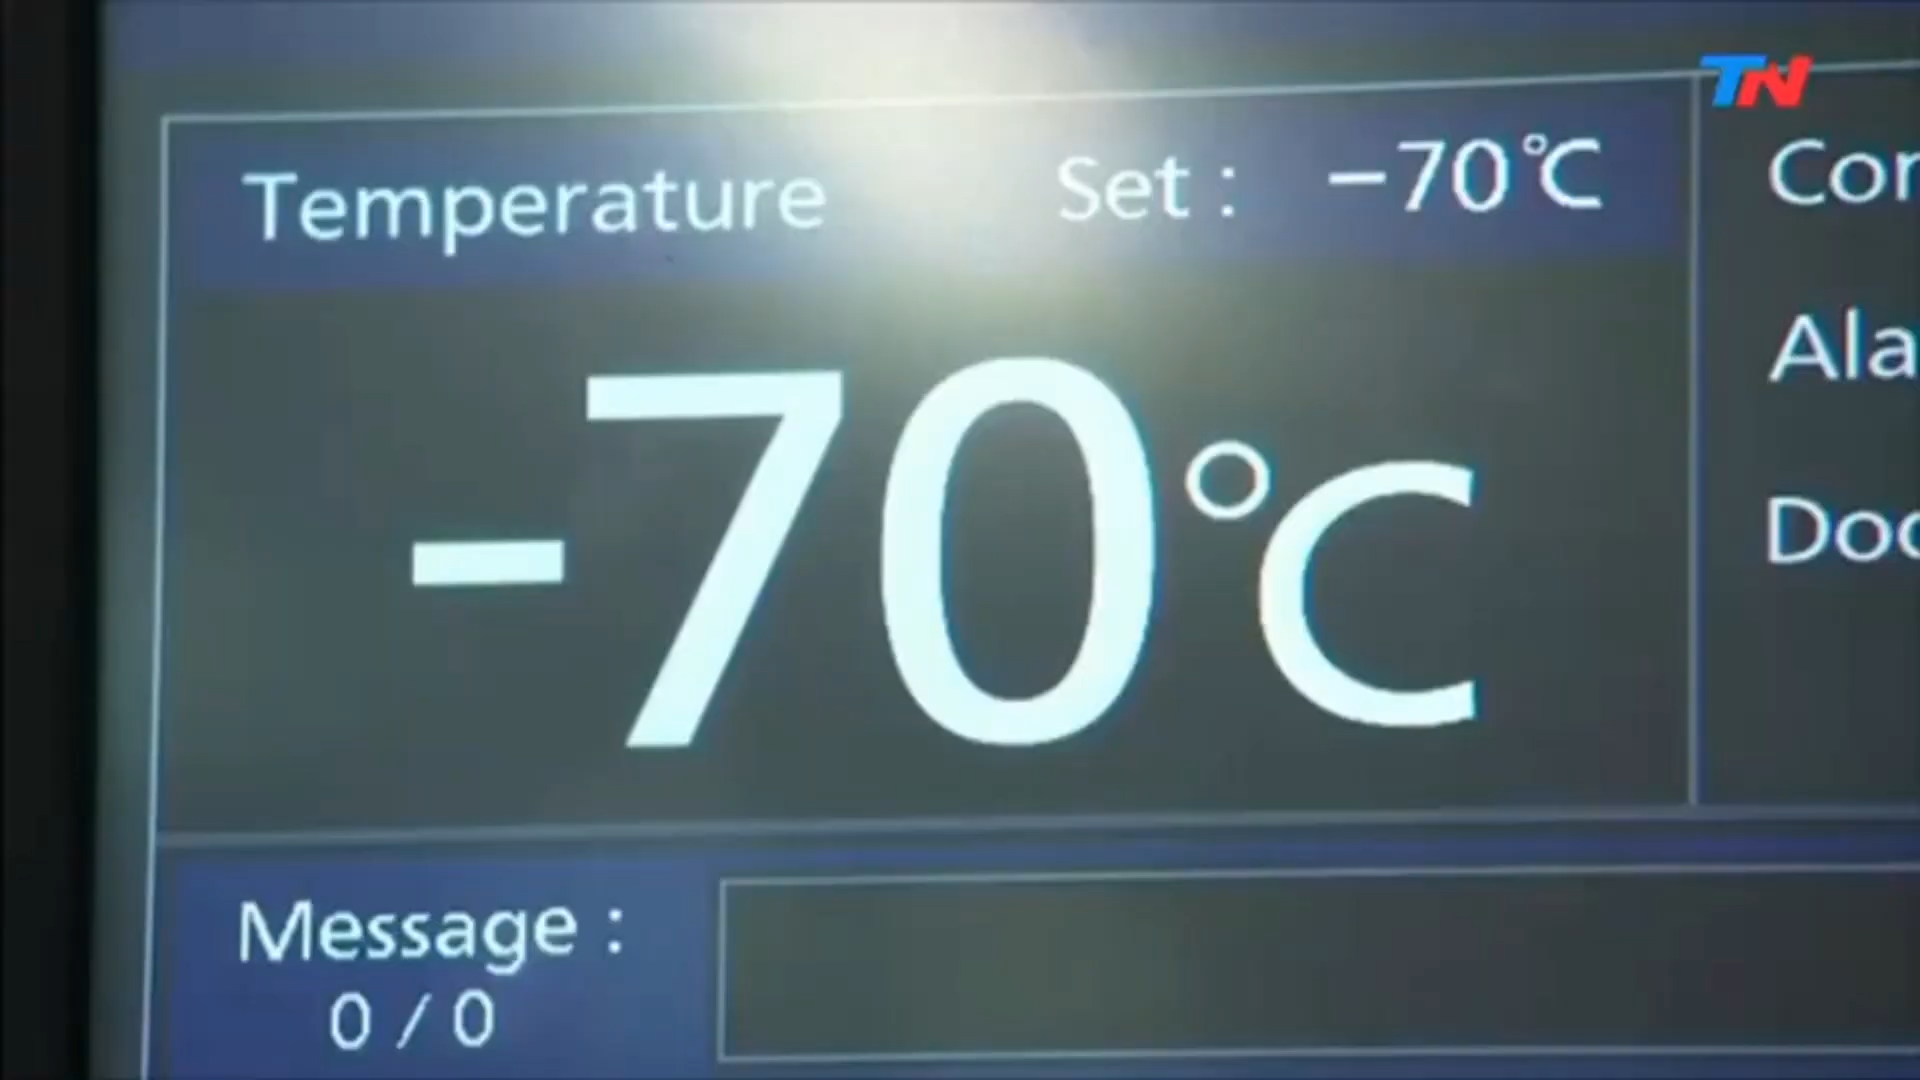 TN
Temperature Set : −70℃
-70℃
Message :
0 / 0